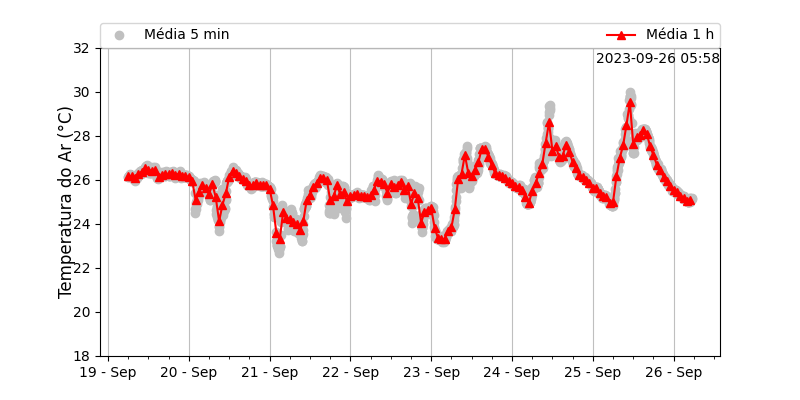 Média 5 min
Média 1 h
2023-09-26 05:58
Temperatura do Ar (°C)
32
30
28
26
24
22
20
18
19 - Sep
20 - Sep
21 - Sep
22 - Sep
23 - Sep
24 - Sep
25 - Sep
26 - Sep